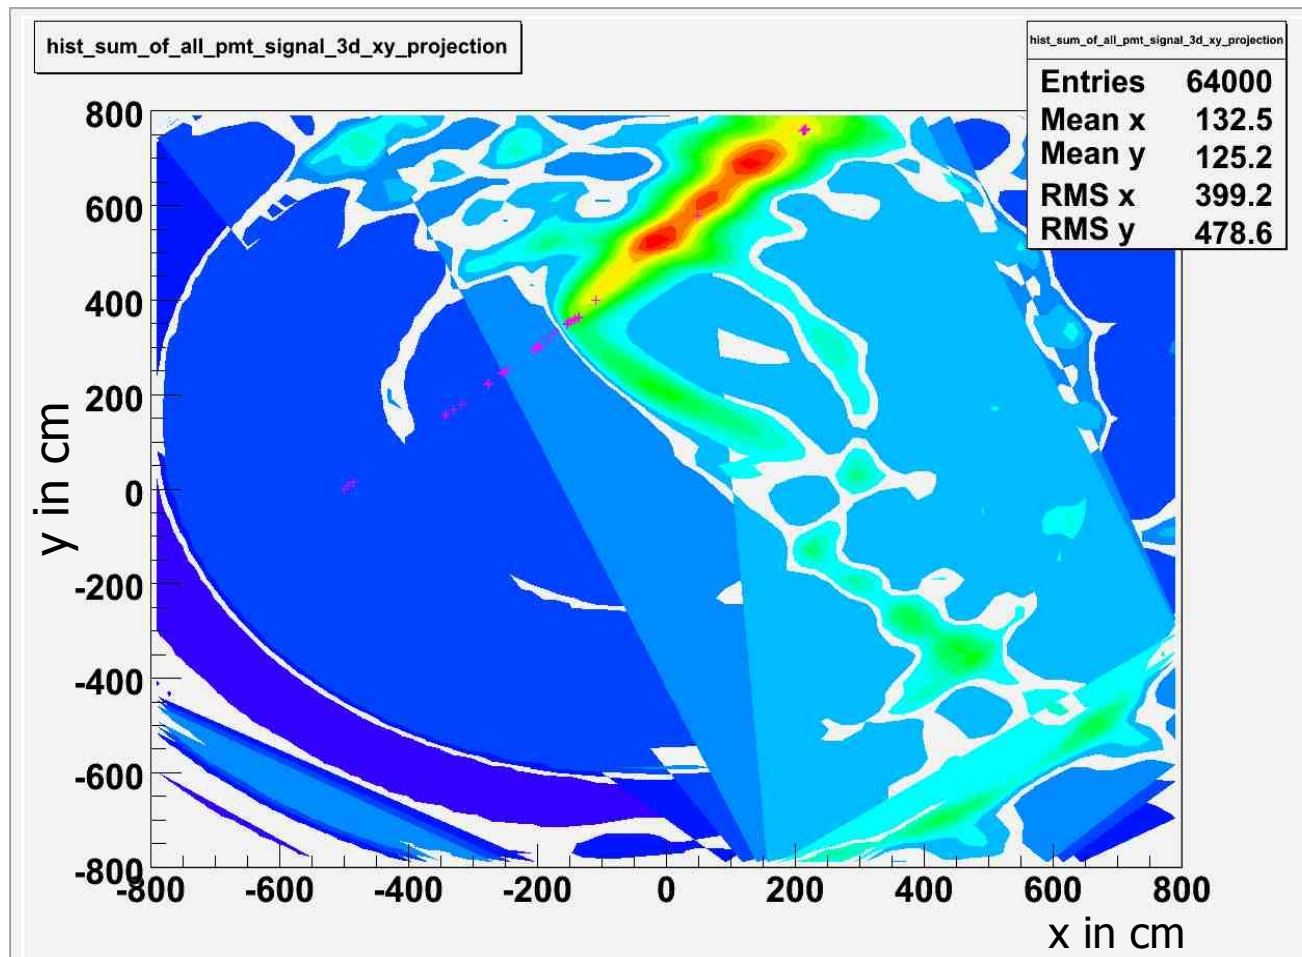 hist_sum_of_all_pmt_signal_3d_xy_projection
hist_sum_of_all_pmt_signal_3d_xy_projection
Entries 64000
Mean x 132.5
Mean y 125.2
RMS x 399.2
RMS y 478.6
800
600
400
200
0
-200
-400
-600
-800
y in cm
-800 -600 -400 -200 0 200 400 600 800
x in cm